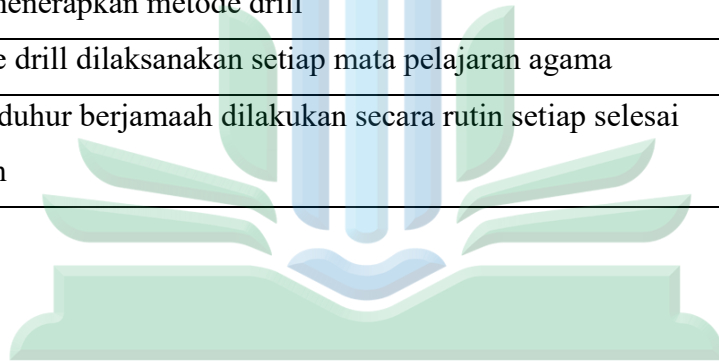 menerapkan metode drill
e drill dilaksanakan setiap mata pelajaran agama
duhur berjamaah dilakukan secara rutin setiap selesai
n